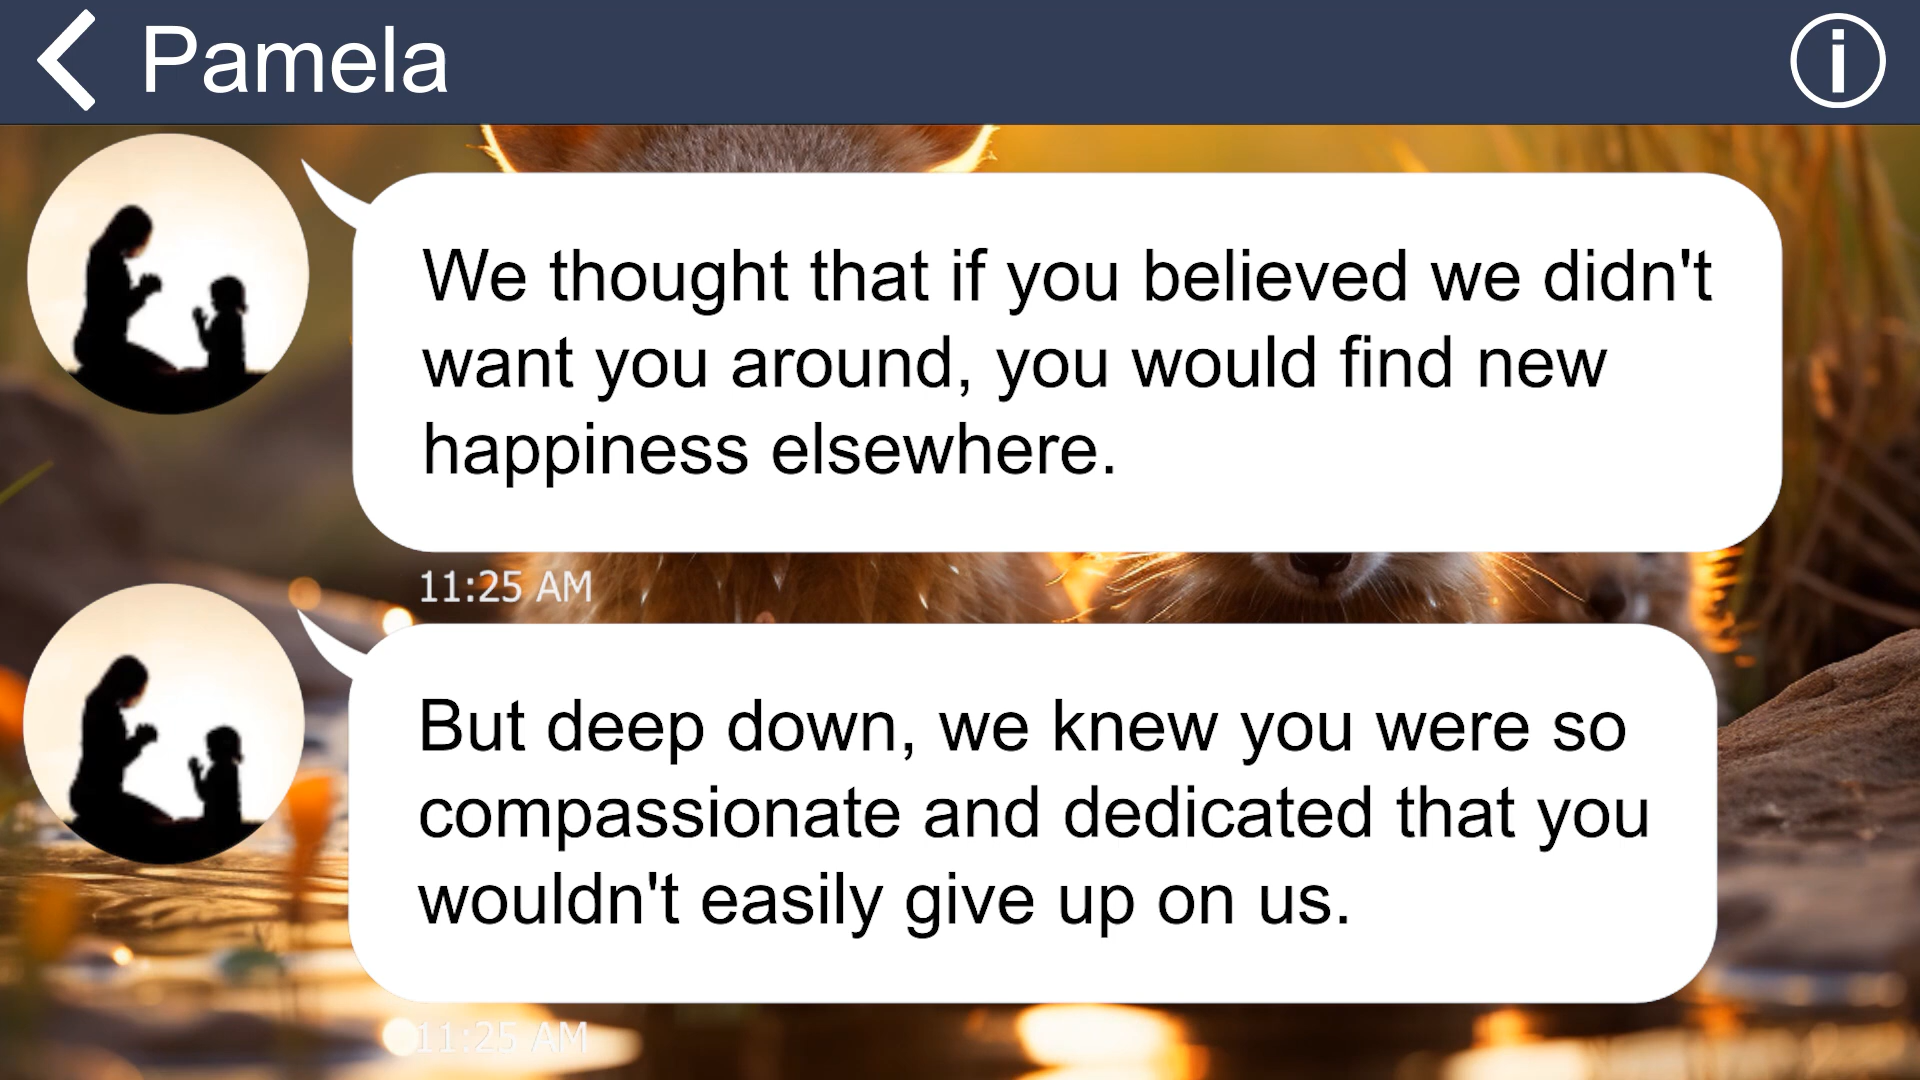 Pamela
We thought that if you believed we didn't
want you around, you would find new
happiness elsewhere.
11:25 AM
But deep down, we knew you were so
compassionate and dedicated that you
wouldn't easily give up on us.
11:25 AM